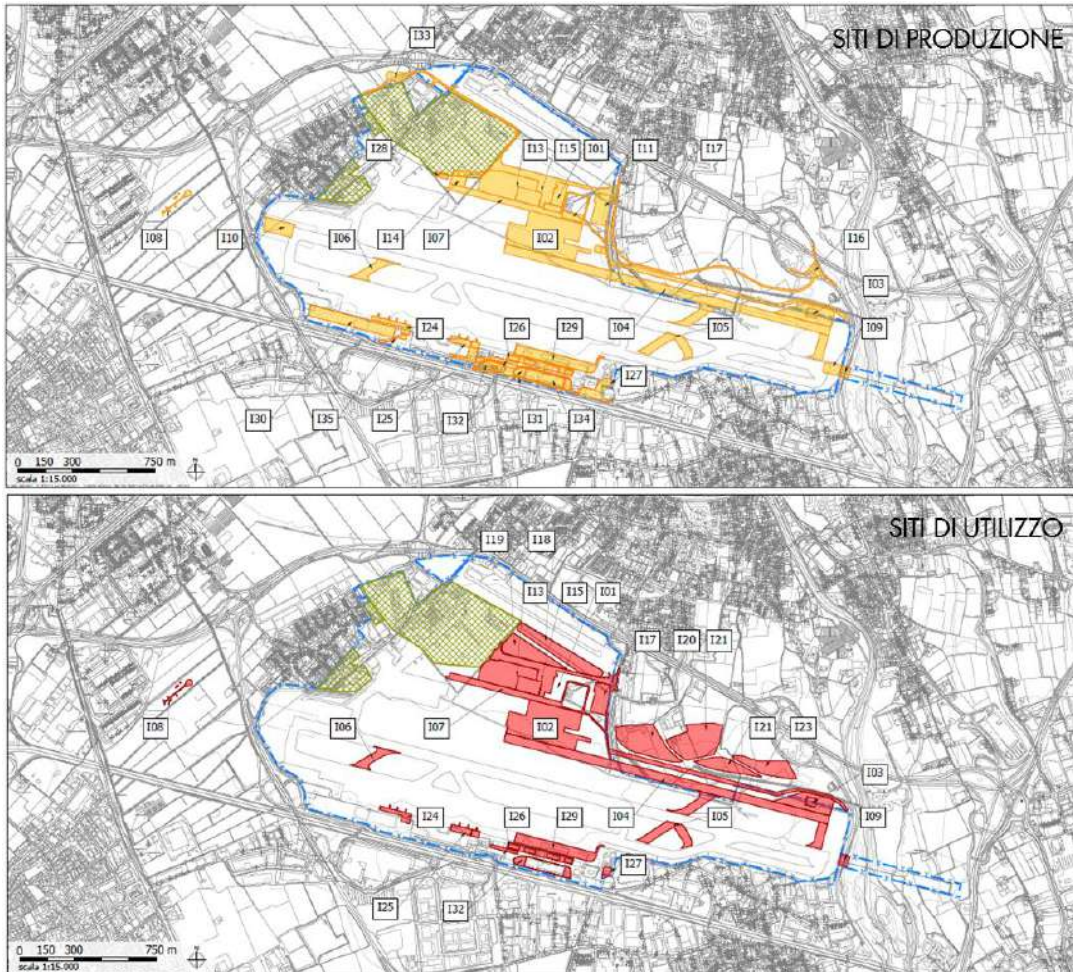 I33
SITI DI PRODUZIONE
I28 I13 I15 I01 I11 I17
I08 I10 I06 I14 I07 I02 I16
I03
I24 I26 I29 I04 I05 I09
I27
I30 I35 I25 I32 I31 I34
0 150 300 750 m
scala 1:15.000
I19 I18
SITI DI UTILIZZO
I13 I15 I01
I17 I20 I21
I08 I06 I07 I02 I21 I23
I03
I24 I26 I29 I04 I05 I09
I27
I25 I32
0 150 300 750 m
scala 1:15.000